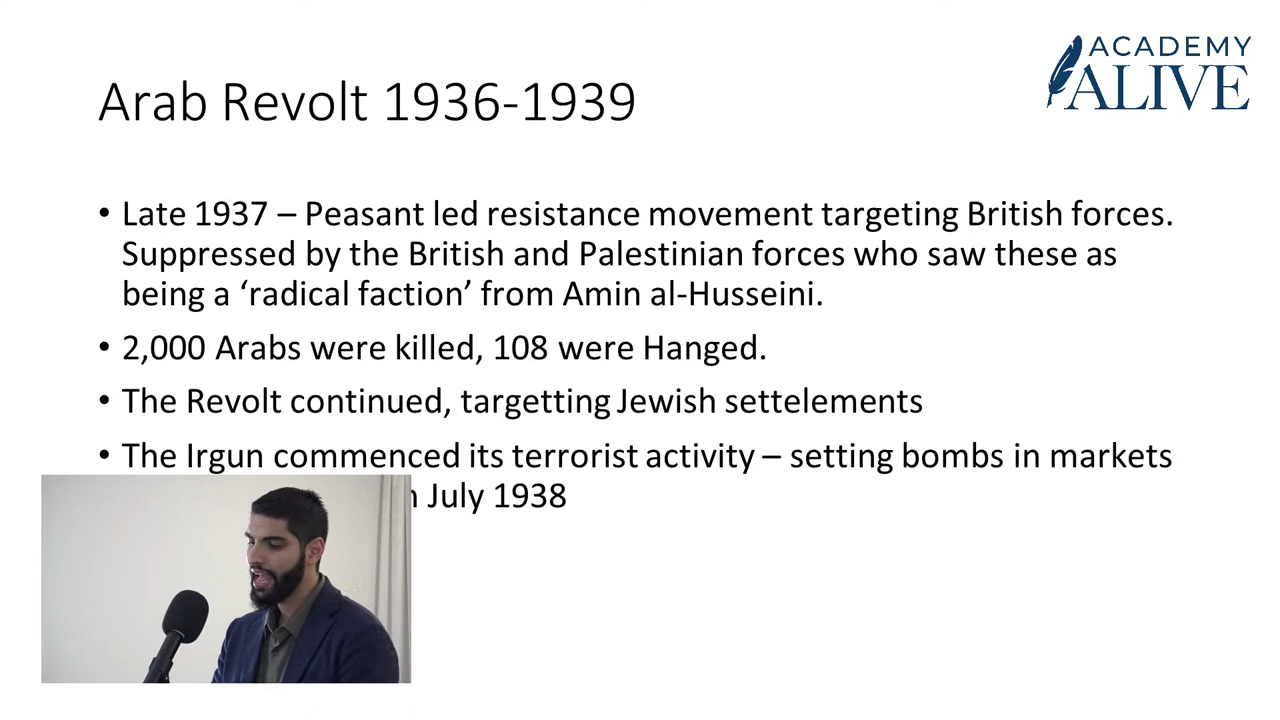 ACADEMY
ALIVE
Arab Revolt 1936-1939
• Late 1937 – Peasant led resistance movement targeting British forces.
Suppressed by the British and Palestinian forces who saw these as
being a ‘radical faction’ from Amin al-Husseini.
• 2,000 Arabs were killed, 108 were Hanged.
• The Revolt continued, targetting Jewish settelements
• The Irgun commenced its terrorist activity – setting bombs in markets
July 1938